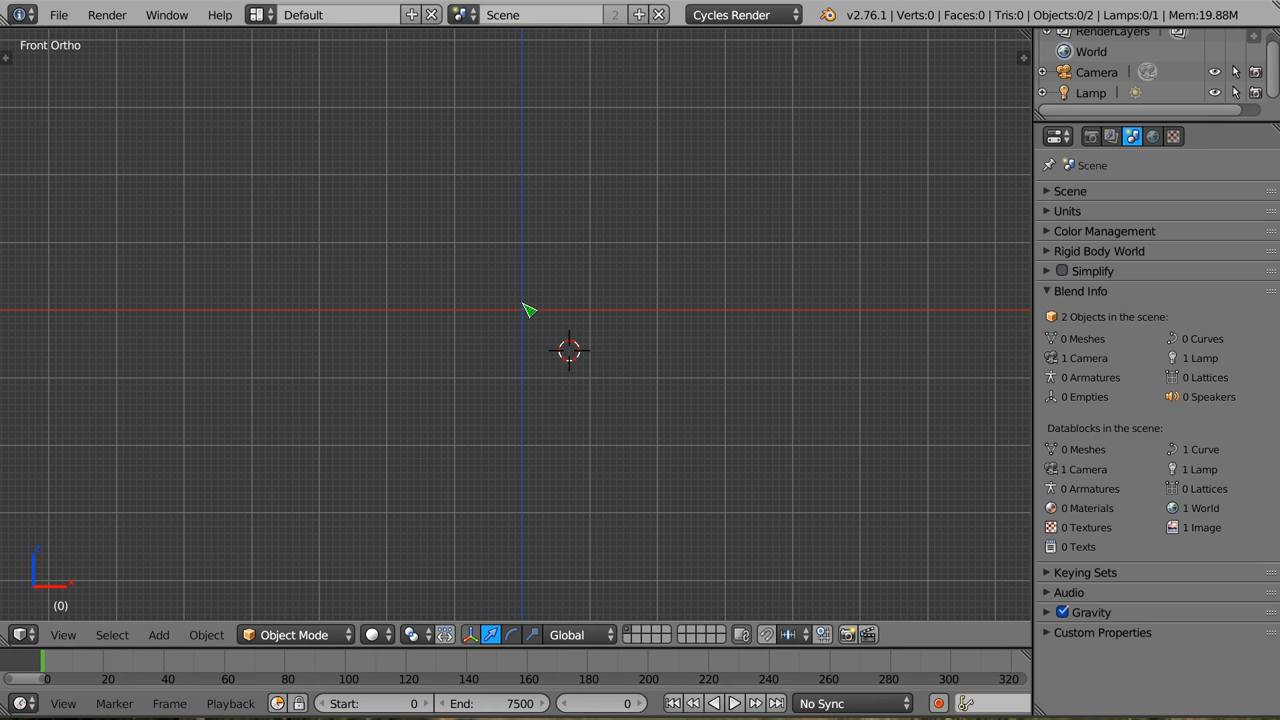 File Render Window Help Default Scene 2 Cycles Render v2.76.1 | Verts:0 | Faces:0 | Tris:0 | Objects:0/2 | Lamps:0/1 | Mem:19.88M
Front Ortho
RenderLayers
World
Camera
Lamp
Scene
Scene
Units
Color Management
Rigid Body World
Simplify
Blend Info
2 Objects in the scene:
0 Meshes 0 Curves
1 Camera 1 Lamp
0 Armatures 0 Lattices
0 Empties 0 Speakers
Datablocks in the scene:
0 Meshes 1 Curve
1 Camera 1 Lamp
0 Armatures 0 Lattices
0 Materials 1 World
0 Textures 1 Image
0 Texts
Keying Sets
Audio
Gravity
Custom Properties
z
x
(0)
View Select Add Object Object Mode Global
0 20 40 60 80 100 120 140 160 180 200 220 240 260 280 300 320
View Marker Frame Playback Start: 0 End: 7500 0 No Sync